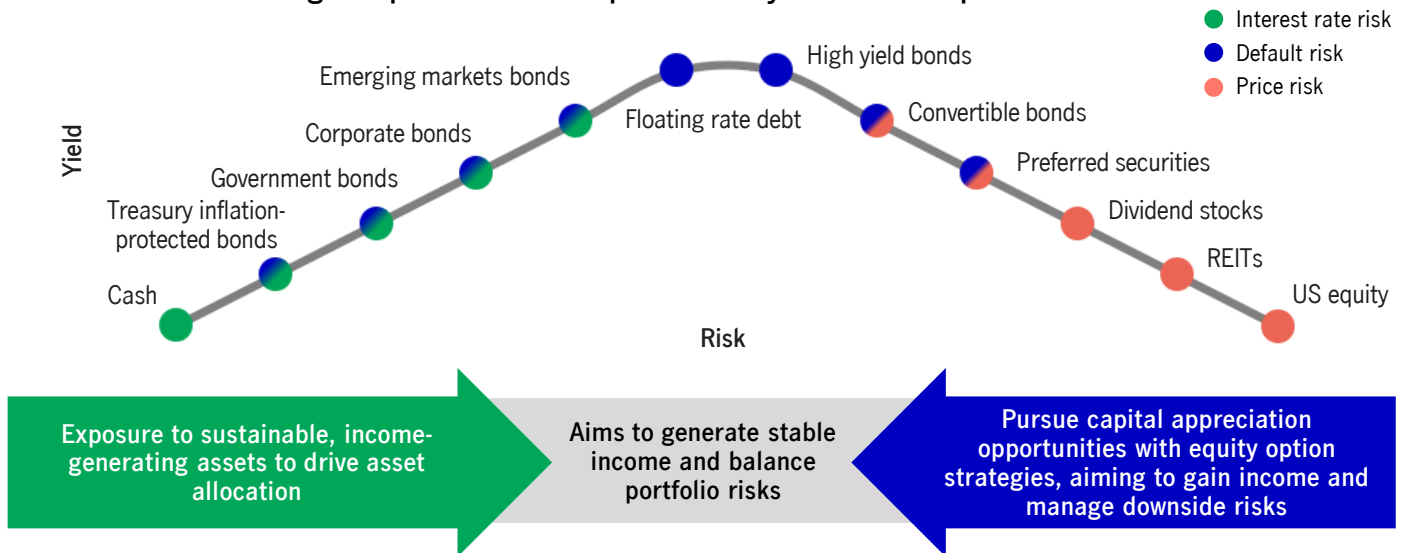 Interest rate risk
Default risk
Price risk
High yield bonds
Emerging markets bonds
Floating rate debt
Convertible bonds
Corporate bonds
Preferred securities
Government bonds
Treasury inflation-
protected bonds
Dividend stocks
REITs
Cash
US equity
Yield
Risk
Exposure to sustainable, income-
generating assets to drive asset
allocation
Aims to generate stable
income and balance
portfolio risks
Pursue capital appreciation
opportunities with equity option
strategies, aiming to gain income and
manage downside risks